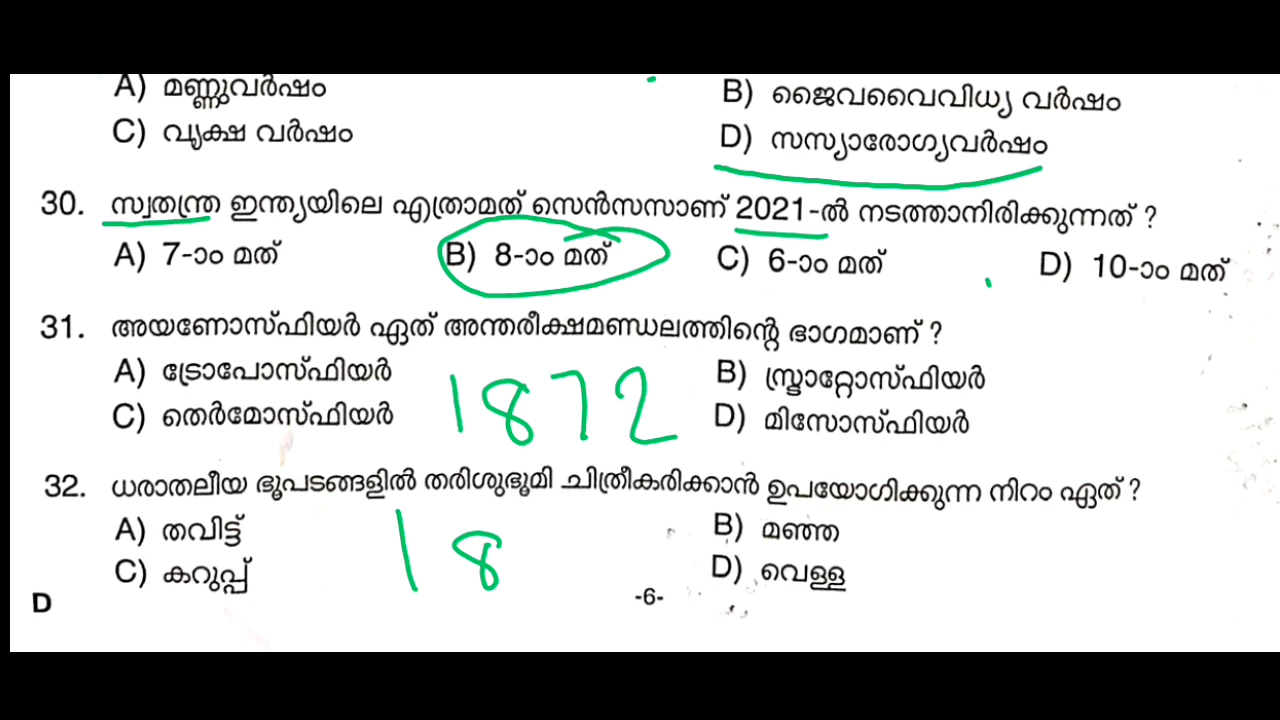 A) മണ്ണുവർഷം B) ജൈവവൈവിധ്യ വർഷം
C) വൃക്ഷ വർഷം D) സസ്യാരോഗ്യവർഷം
30. സ്വതന്ത്ര ഇന്ത്യയിലെ എത്രാമത് സെൻസസാണ് 2021-ൽ നടത്താനിരിക്കുന്നത് ?
A) 7-ാം മത് B) 8-ാം മത് C) 6-ാം മത് D) 10-ാം മത്
31. അയണോസ്ഫിയർ ഏത് അന്തരീക്ഷമണ്ഡലത്തിന്റെ ഭാഗമാണ് ?
A) ട്രോപോസ്ഫിയർ B) സ്ട്രാറ്റോസ്ഫിയർ
C) തെർമോസ്ഫിയർ D) മിസോസ്ഫിയർ
1872
32. ധരാതലീയ ഭൂപടങ്ങളിൽ തരിശുഭൂമി ചിത്രീകരിക്കാൻ ഉപയോഗിക്കുന്ന നിറം ഏത് ?
A) തവിട്ട് B) മഞ്ഞ
C) കറുപ്പ് D) വെള്ള
18
D -6-